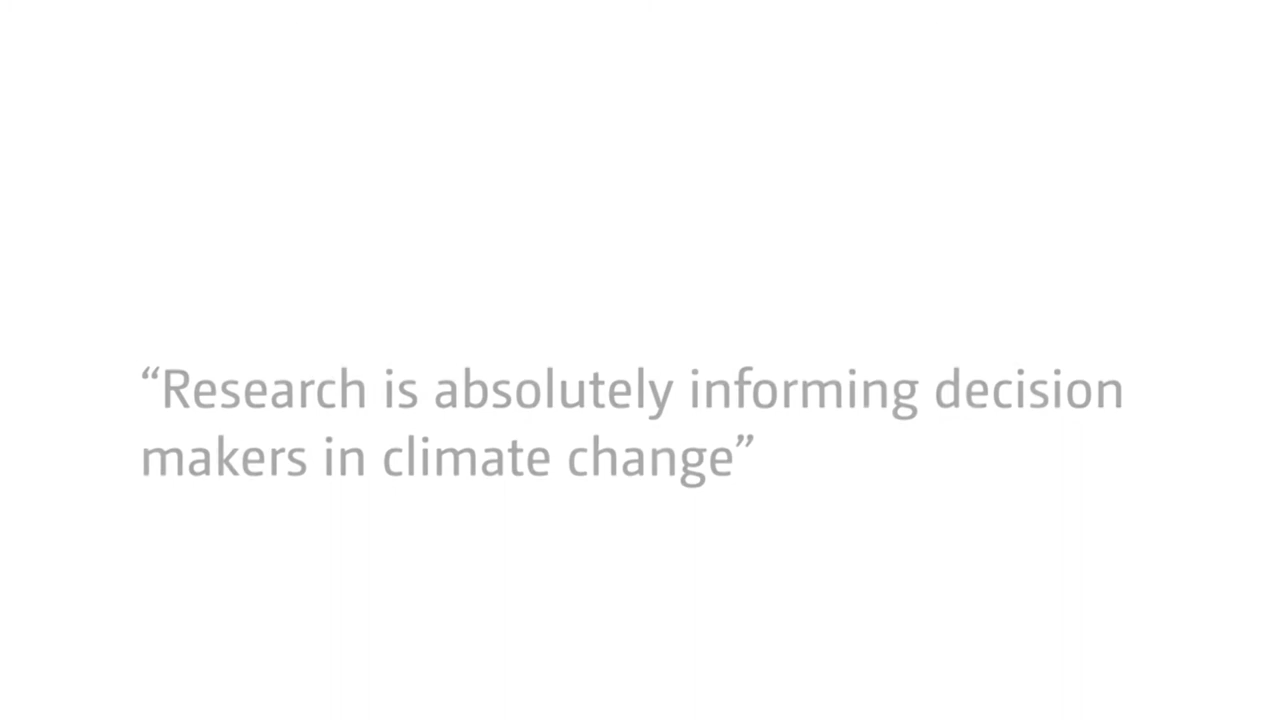 “Research is absolutely informing decision
makers in climate change”